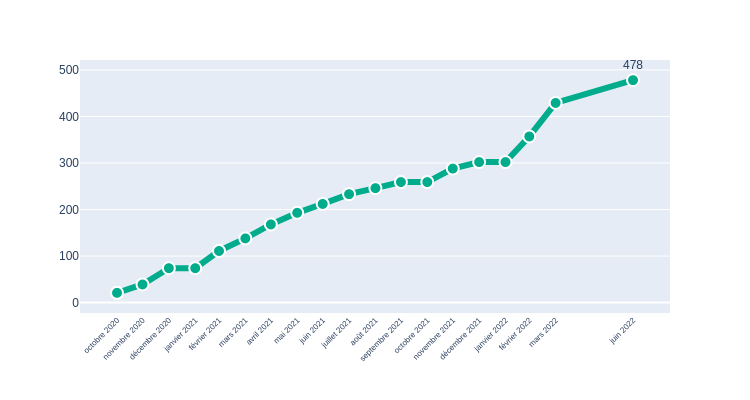 478
500
400
300
200
100
0
octobre 2020
novembre 2020
décembre 2020
janvier 2021
février 2021
mars 2021
avril 2021
mai 2021
juin 2021
juillet 2021
août 2021
septembre 2021
octobre 2021
novembre 2021
décembre 2021
janvier 2022
février 2022
mars 2022
juin 2022